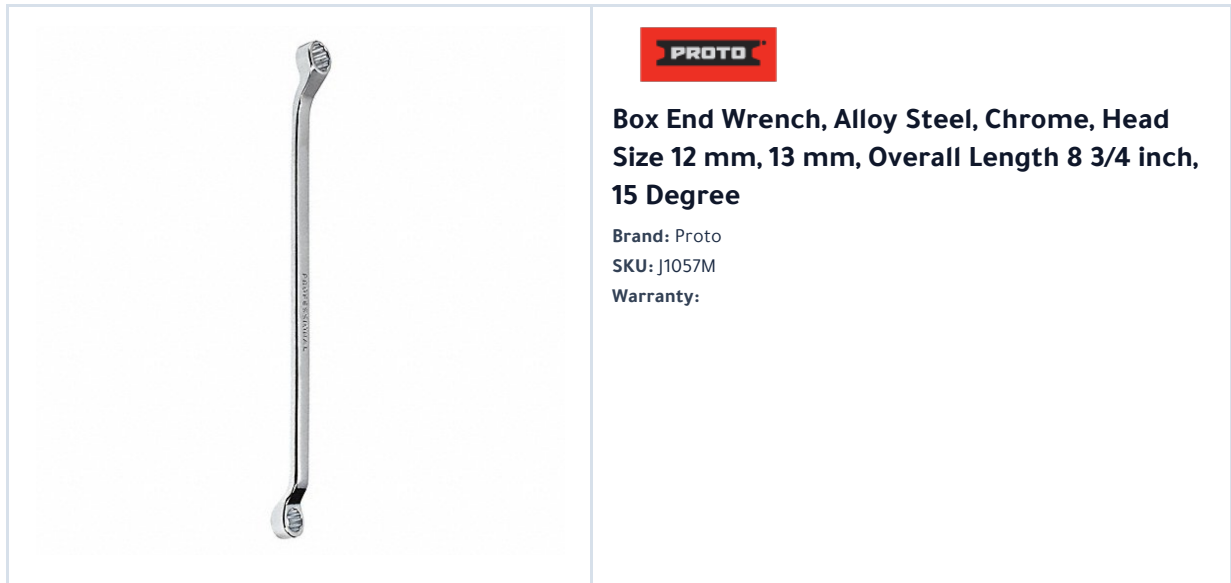 PROFESSIONAL
PROTO
Box End Wrench, Alloy Steel, Chrome, Head
Size 12 mm, 13 mm, Overall Length 8 3/4 inch,
15 Degree
Brand: Proto
SKU: J1057M
Warranty: